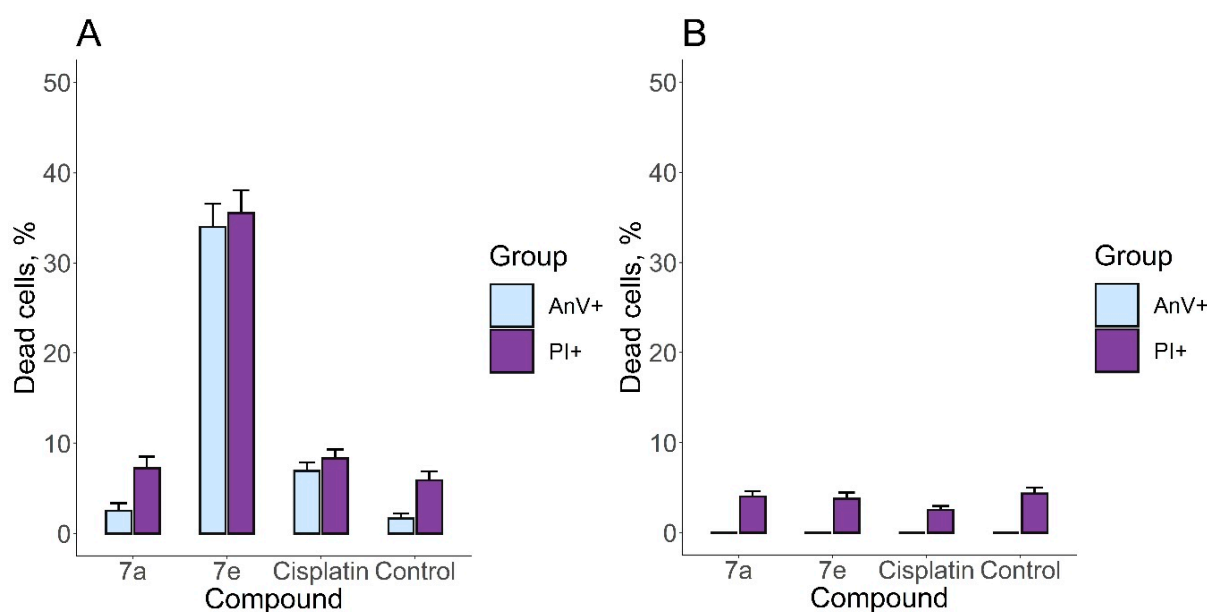 A
50
40
30
20
10
0
Dead cells, %
7a 7e Cisplatin Control
Compound
Group
AnV+
PI+
B
50
40
30
20
10
0
Dead cells, %
7a 7e Cisplatin Control
Compound
Group
AnV+
PI+